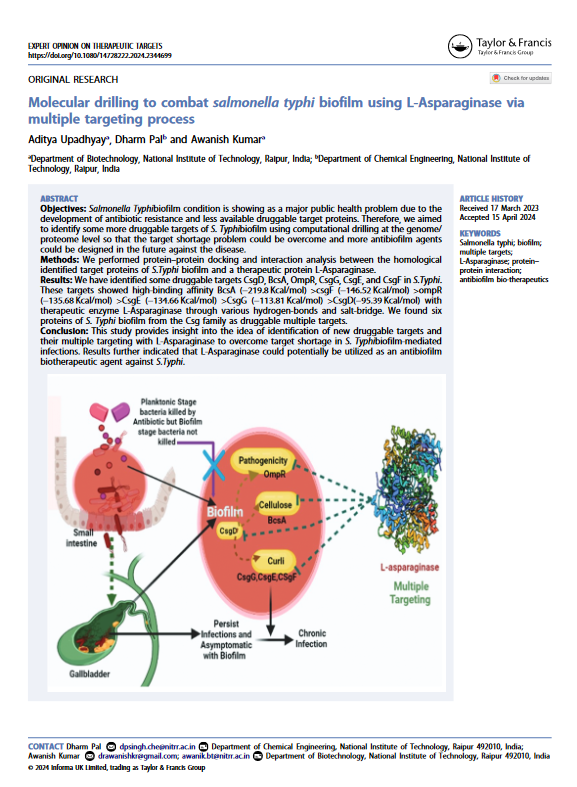 EXPERT OPINION ON THERAPEUTIC TARGETS
https://doi.org/10.1080/14728222.2024.2344699
Taylor & Francis
Taylor & Francis Group
ORIGINAL RESEARCH
Check for updates
Molecular drilling to combat salmonella typhi biofilm using L-Asparaginase via
multiple targeting process
Aditya Upadhyayᵃ, Dharm Palᵇ and Awanish Kumarᵃ
ᵃDepartment of Biotechnology, National Institute of Technology, Raipur, India; ᵇDepartment of Chemical Engineering, National Institute of
Technology, Raipur, India
ABSTRACT
Objectives: Salmonella Typhibiofilm condition is showing as a major public health problem due to the
development of antibiotic resistance and less available druggable target proteins. Therefore, we aimed
to identify some more druggable targets of S. Typhibiofilm using computational drilling at the genome/
proteome level so that the target shortage problem could be overcome and more antibiofilm agents
could be designed in the future against the disease.
Methods: We performed protein–protein docking and interaction analysis between the homological
identified target proteins of S.Typhi biofilm and a therapeutic protein L-Asparaginase.
Results: We have identified some druggable targets CsgD, BcsA, OmpR, CsgG, CsgE, and CsgF in S.Typhi.
These targets showed high-binding affinity BcsA (−219.8 Kcal/mol) >csgF (−146.52 Kcal/mol) >ompR
(−135.68 Kcal/mol) >CsgE (−134.66 Kcal/mol) >CsgG (−113.81 Kcal/mol) >CsgD(−95.39 Kcal/mol) with
therapeutic enzyme L-Asparaginase through various hydrogen-bonds and salt-bridge. We found six
proteins of S. Typhi biofilm from the Csg family as druggable multiple targets.
Conclusion: This study provides insight into the idea of identification of new druggable targets and
their multiple targeting with L-Asparaginase to overcome target shortage in S. Typhibiofilm-mediated
infections. Results further indicated that L-Asparaginase could potentially be utilized as an antibiofilm
biotherapeutic agent against S.Typhi.
ARTICLE HISTORY
Received 17 March 2023
Accepted 15 April 2024
KEYWORDS
Salmonella typhi; biofilm;
multiple targets;
L-Asparaginase; protein–
protein interaction;
antibiofilm bio-therapeutics
Planktonic Stage
bacteria killed by
Antibiotic but Biofilm
stage bacteria not
killed
Small
intestine
Gallbladder
Biofilm
Pathogenicity
OmpR
Cellulose
BcsA
CsgD
Curli
CsgG,CsgE,CSgF
L-asparaginase
Multiple
Targeting
Persist
Infections and
Asymptomatic
with Biofilm
Chronic
Infection
CONTACT Dharm Pal dpsingh.che@nitrr.ac.in Department of Chemical Engineering, National Institute of Technology, Raipur 492010, India;
Awanish Kumar drawanishkr@gmail.com; awanik.bt@nitrr.ac.in Department of Biotechnology, National Institute of Technology, Raipur 492010, India
© 2024 Informa UK Limited, trading as Taylor & Francis Group